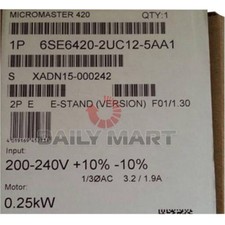 MICROMASTER 420 QTY:1
1P 6SE6420-2UC12-5AA1
S XADN15-000242
2P E E-STAND (VERSION) F01/1.30
DAILY MART
Input:
200-240V +10% -10%
1/3ØAC 3.2 / 1.9A
Motor:
0.25kW